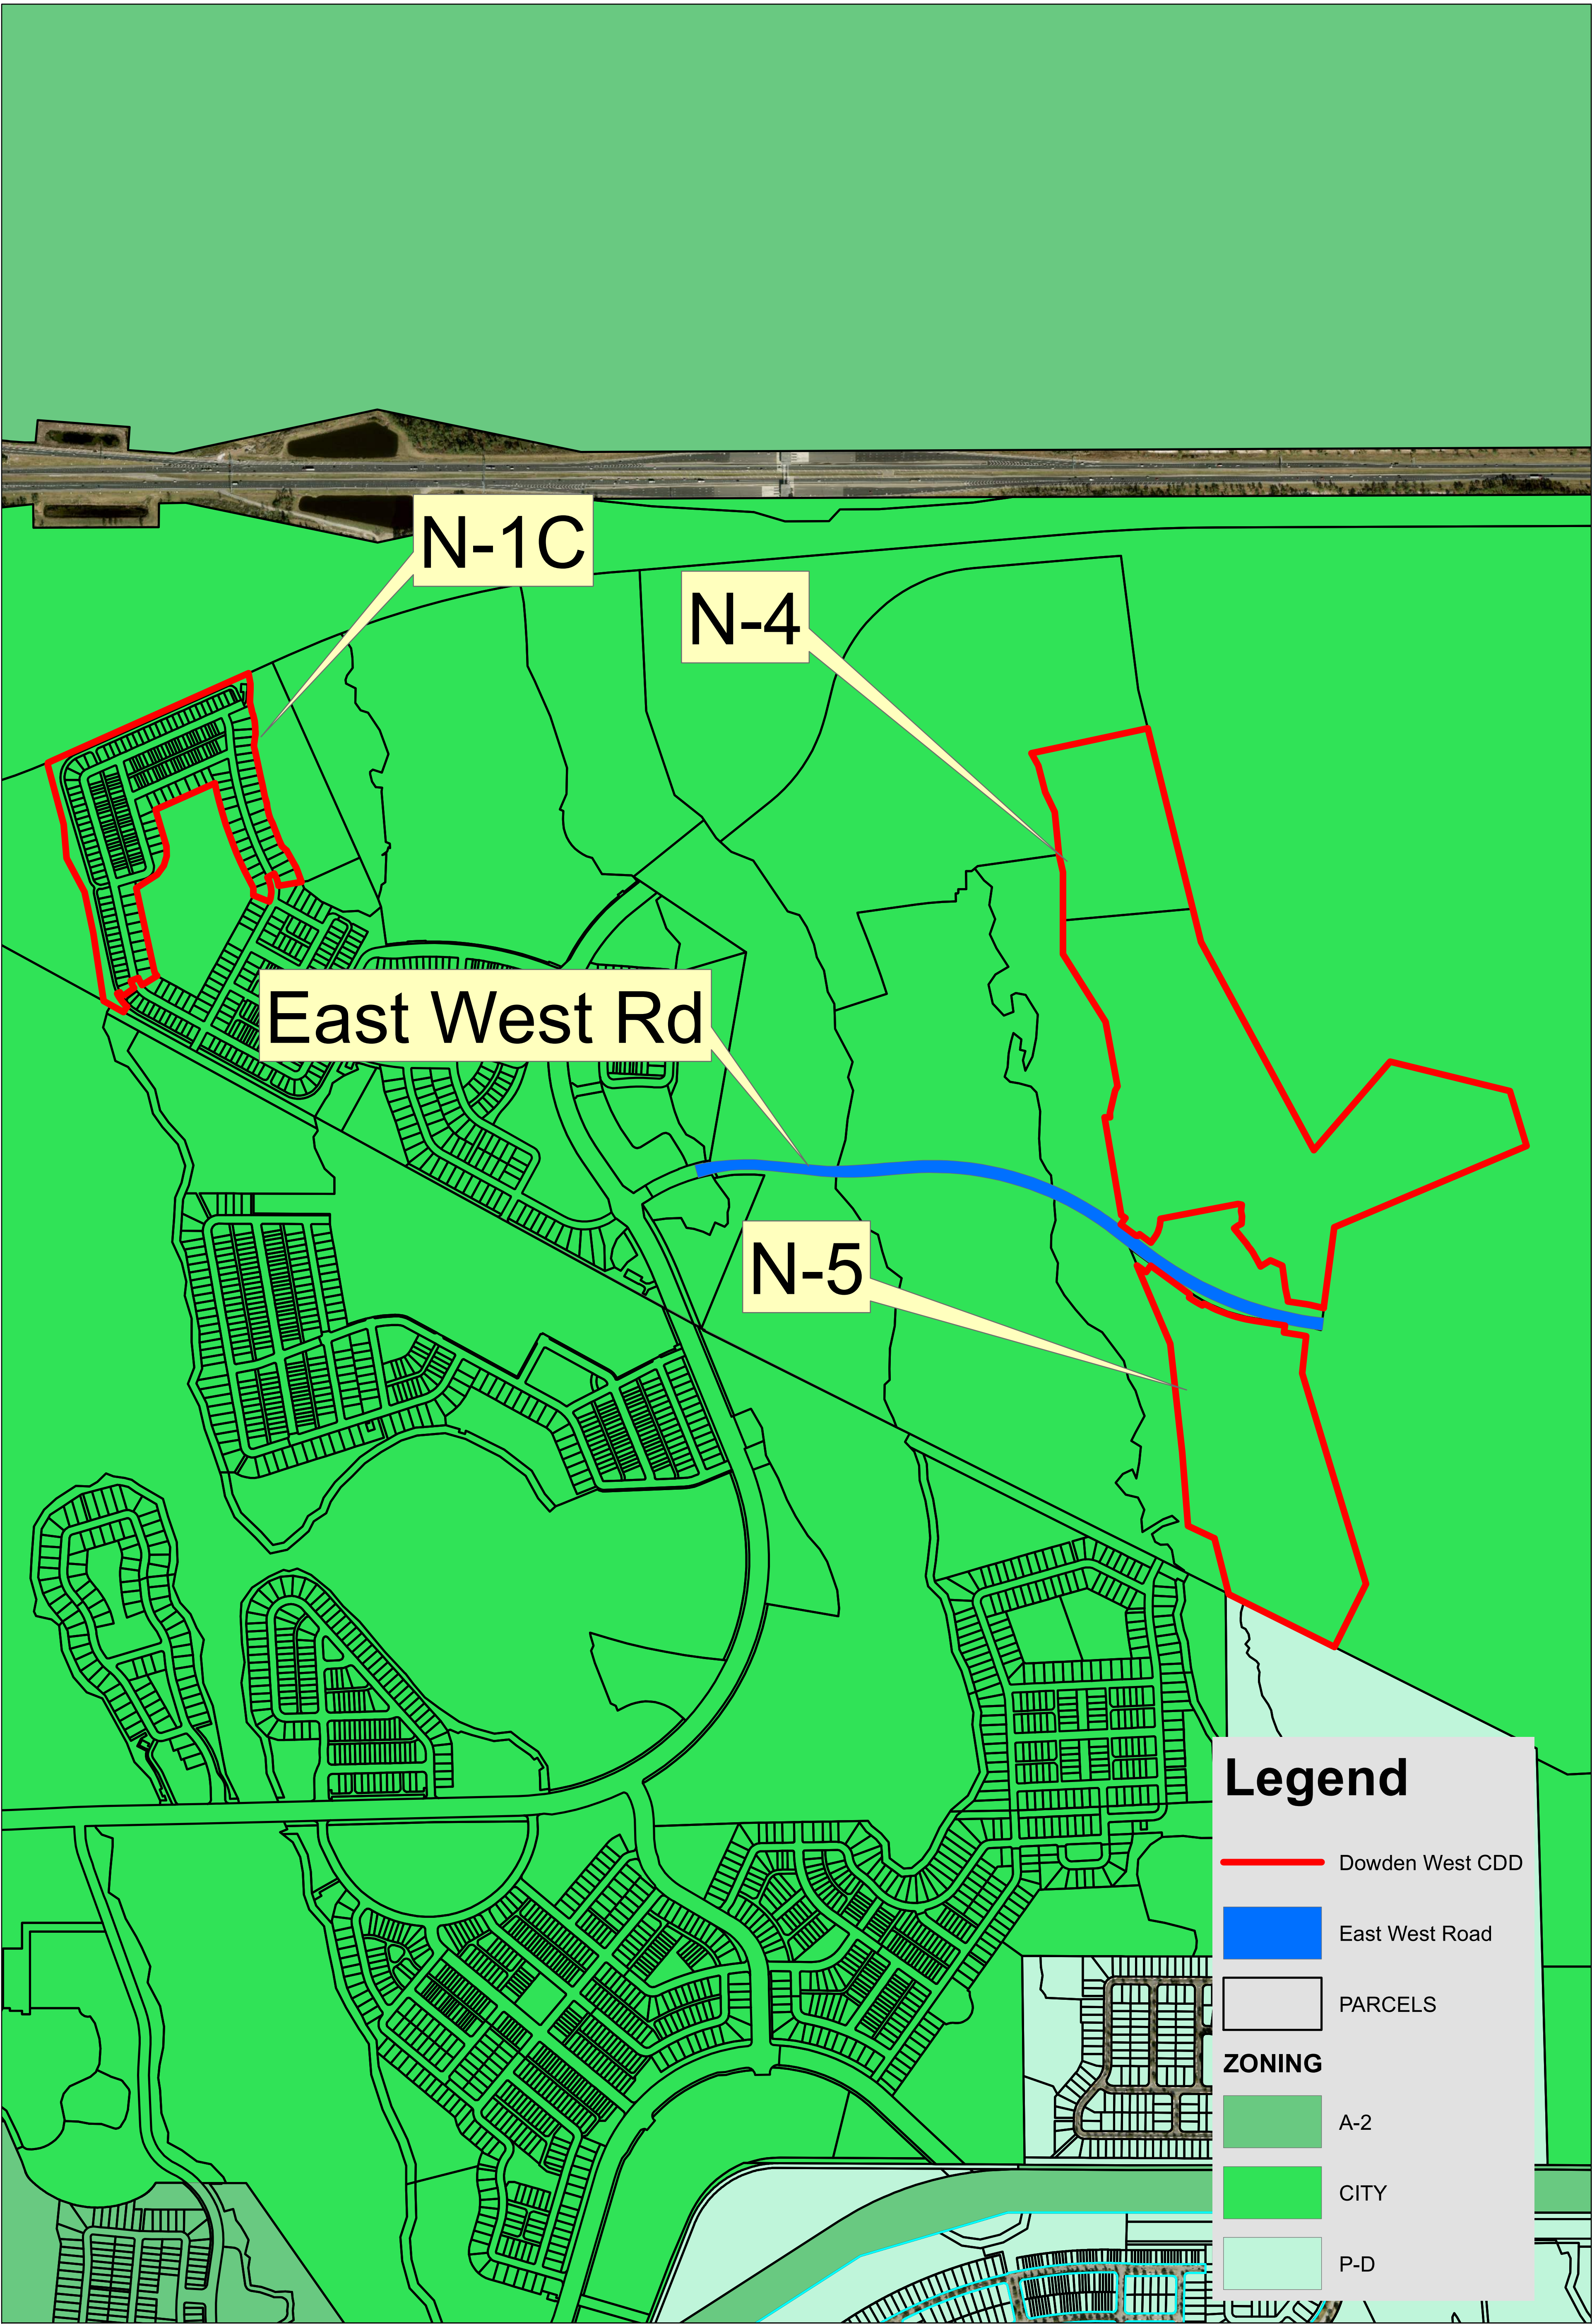 N-1C
N-4
East West Rd
N-5
Legend
Dowden West CDD
East West Road
PARCELS
ZONING
A-2
CITY
P-D